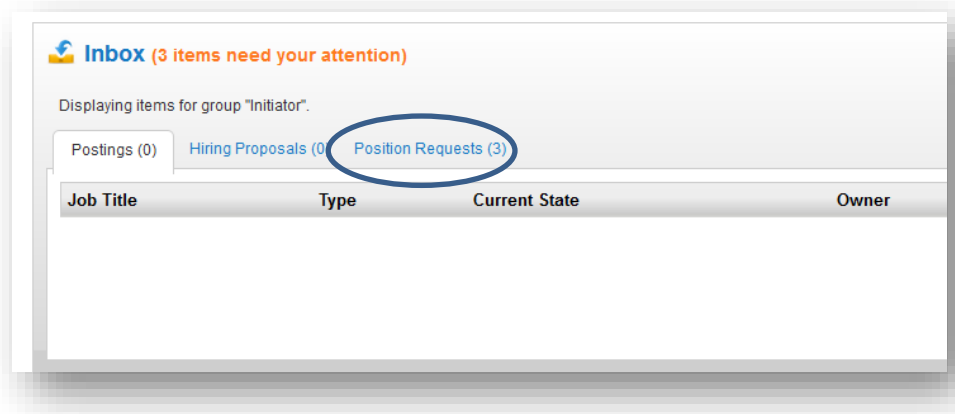 Inbox (3 items need your attention)
Displaying items for group "Initiator".
Postings (0) Hiring Proposals (0 Position Requests (3)
Job Title Type Current State Owner